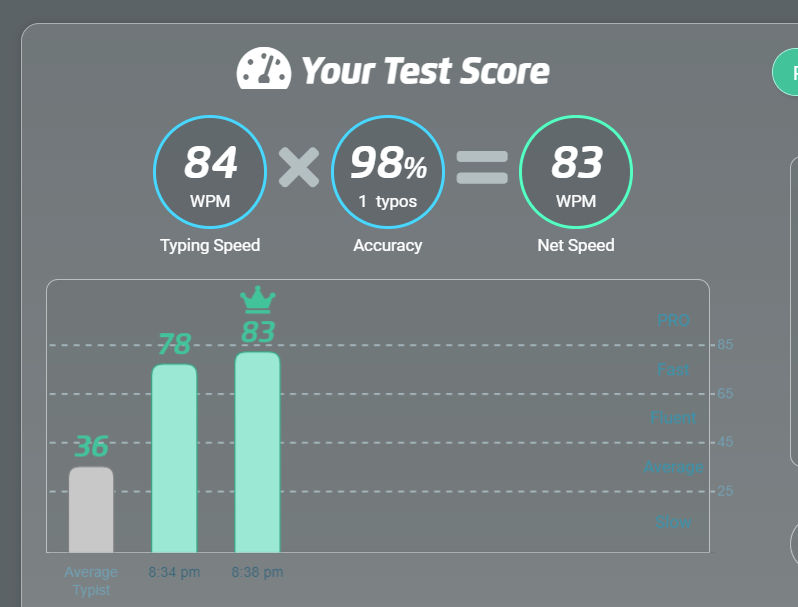 Your Test Score
84
WPM
Typing Speed
98%
1 typos
Accuracy
83
WPM
Net Speed
PRO
83
78
85
Fast
65
Fluent
36
45
Average
25
Slow
Average
Typist
8:34 pm
8:38 pm